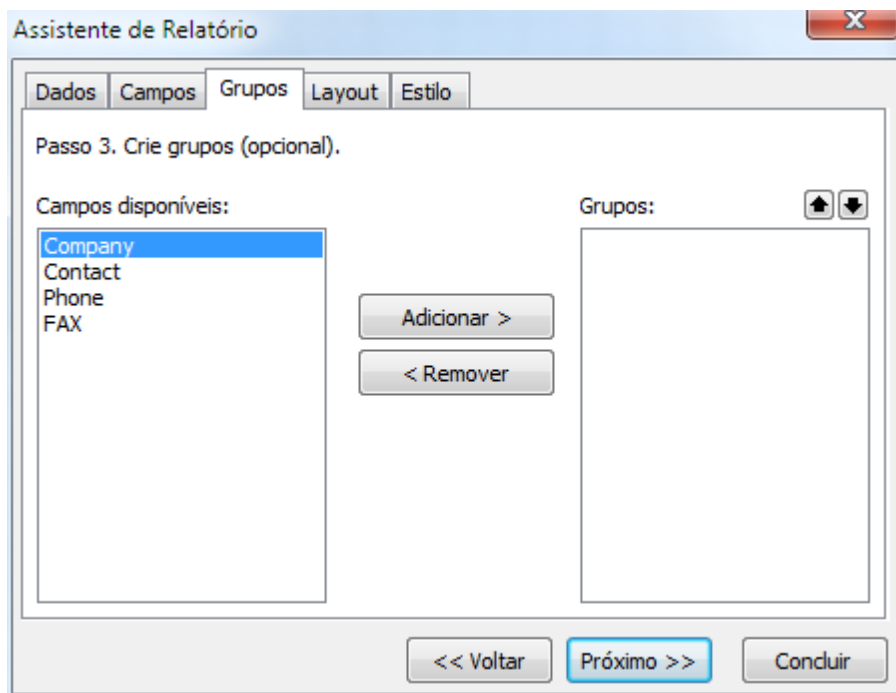 Assistente de Relatório
Dados Campos Grupos Layout Estilo
Passo 3. Crie grupos (opcional).
Campos disponíveis: Grupos:
Company
Contact
Phone
FAX
Adicionar >
< Remover
<< Voltar Próximo >> Concluir